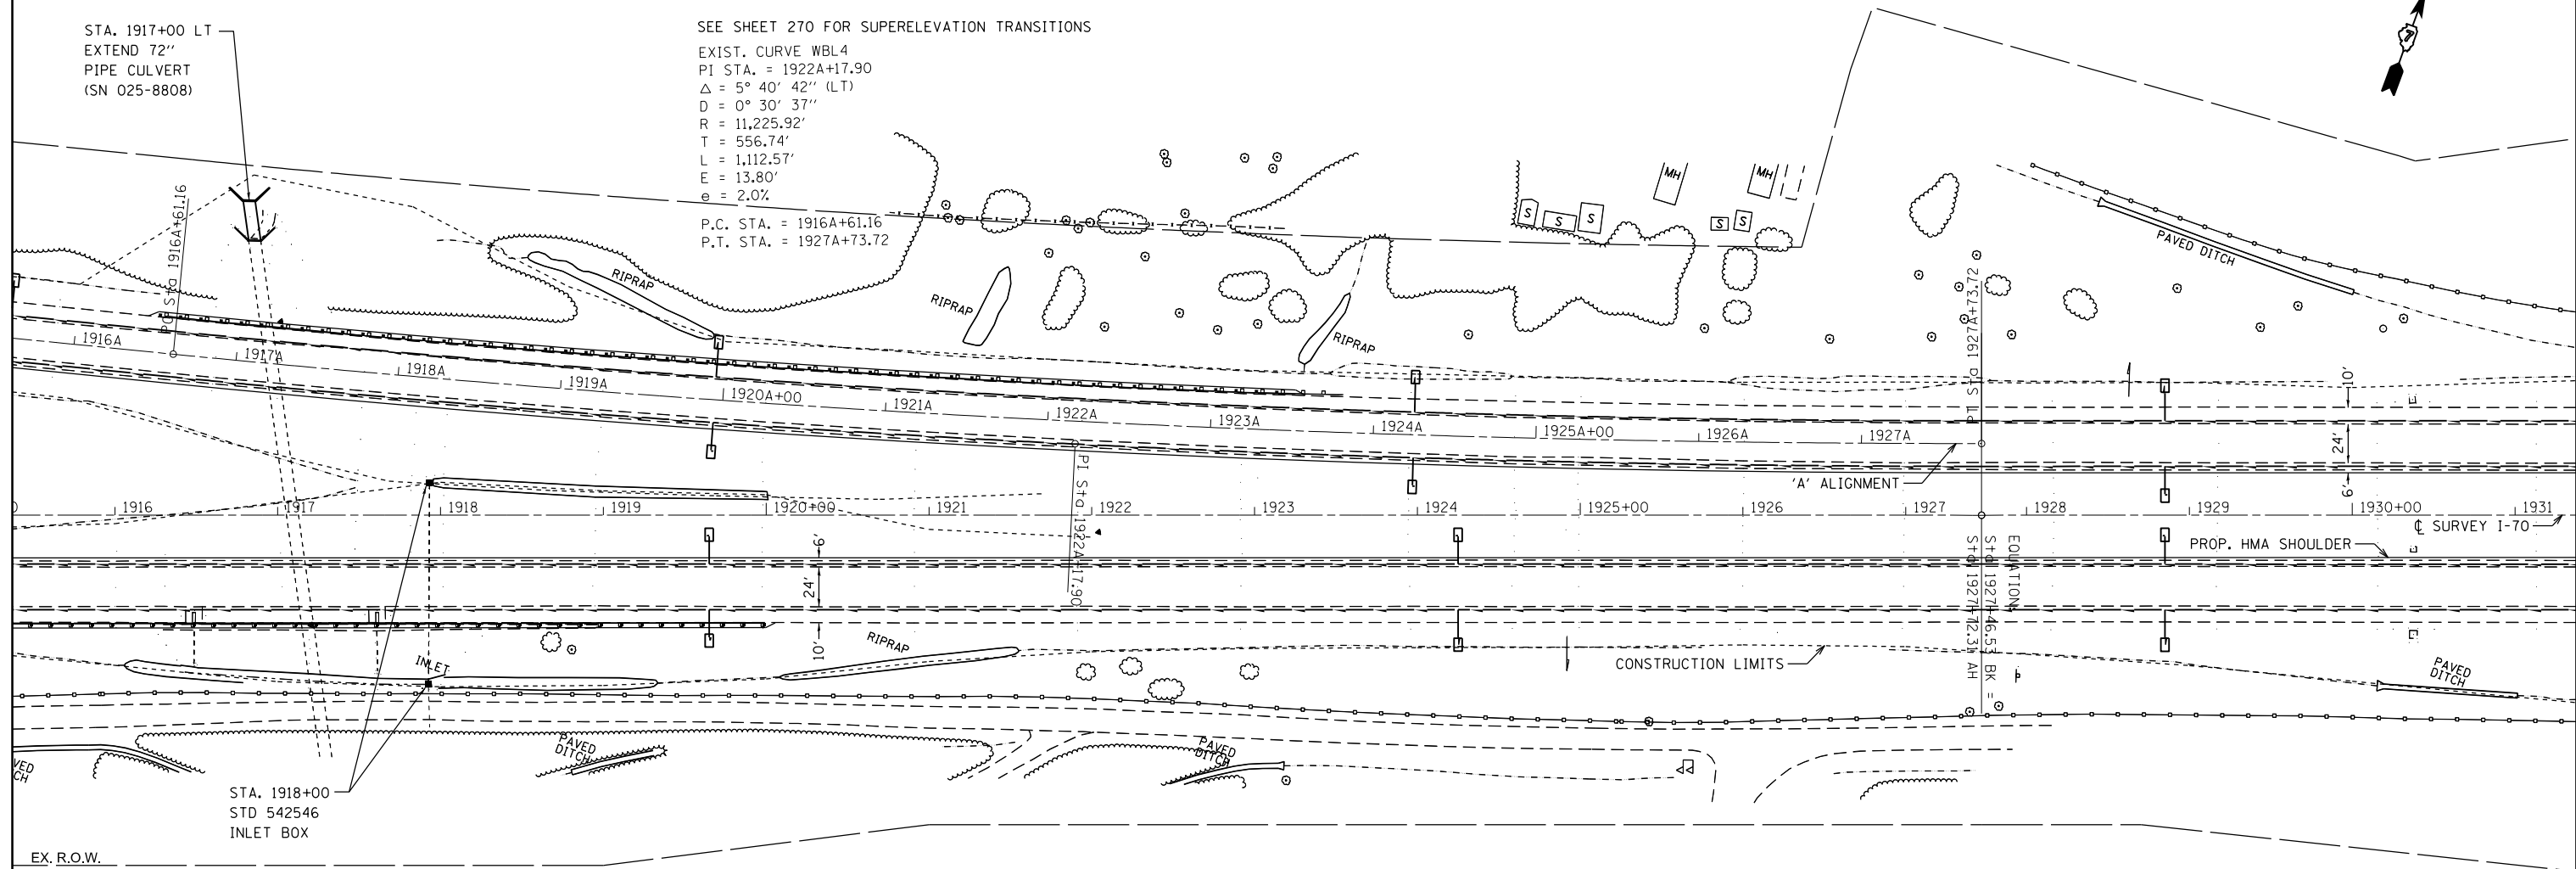 STA. 1917+00 LT
EXTEND 72''
PIPE CULVERT
(SN 025-8808)
SEE SHEET 270 FOR SUPERELEVATION TRANSITIONS
EXIST. CURVE WBL4
PI STA. = 1922A+17.90
△ = 5° 40' 42'' (LT)
D = 0° 30' 37''
R = 11,225.92'
T = 556.74'
L = 1,112.57'
E = 13.80'
e = 2.0%
P.C. STA. = 1916A+61.16
P.T. STA. = 1927A+73.72
7
MH
MH
S
S
S
S
S
PAVED DITCH
PC Sta 1916A+61.16
RIPRAP
RIPRAP
RIPRAP
PT Sta 1927A+73.72
1916A
1917A
1918A
1919A
1920A+00
1921A
1922A
1923A
1924A
1925A+00
1926A
1927A
10'
24'
6'
'A' ALIGNMENT
PI Sta 1922A+17.90
1916
1917
1918
1919
1920+00
1921
1922
1923
1924
1925+00
1926
1927
1928
1929
1930+00
1931
℄ SURVEY I-70
PROP. HMA SHOULDER
EQUATION:
Sta 1927+46.53 BK =
Sta 1927+72.31 AH
6'
24'
10'
RIPRAP
INLET
CONSTRUCTION LIMITS
P
PAVED
DITCH
PAVED
DITCH
PAVED
DITCH
VED
CH
STA. 1918+00
STD 542546
INLET BOX
EX. R.O.W.